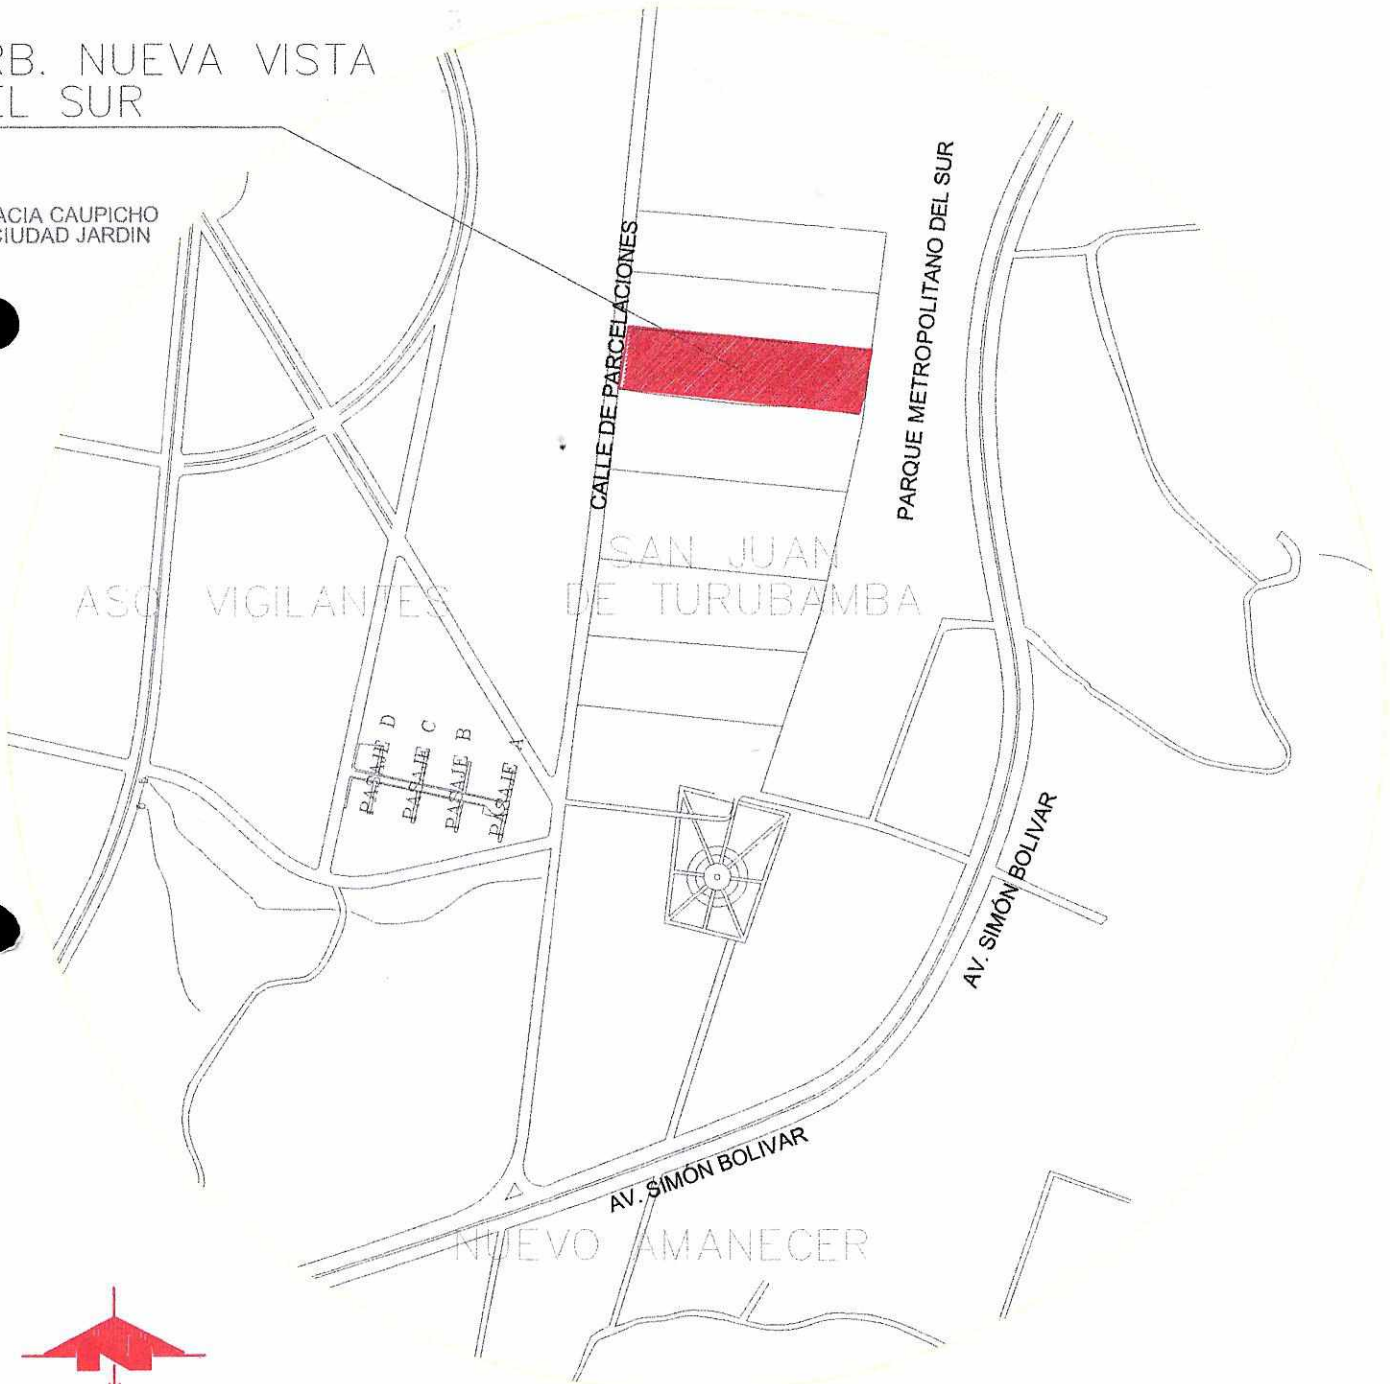 RB. NUEVA VISTA
EL SUR
ACIA CAUPICHO
CIUDAD JARDIN
CALLE DE PARCELACIONES
PARQUE METROPOLITANO DEL SUR
SAN JUAN
DE TURUBAMBA
ASO VIGILANTES
PASAJE D
PASAJE C
PASAJE B
PASAJE A
AV. SIMÓN BOLIVAR
AV. SIMÓN BOLIVAR
NUEVO AMANECER
N